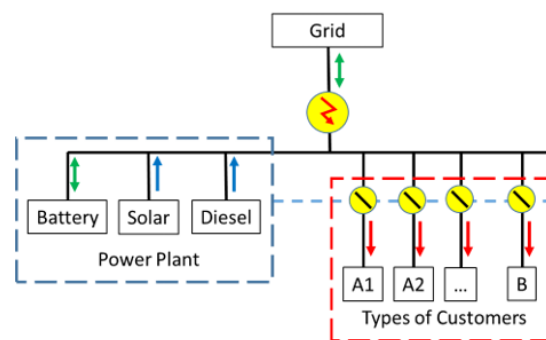 Grid
Battery Solar Diesel
Power Plant
A1 A2 ... B
Types of Customers